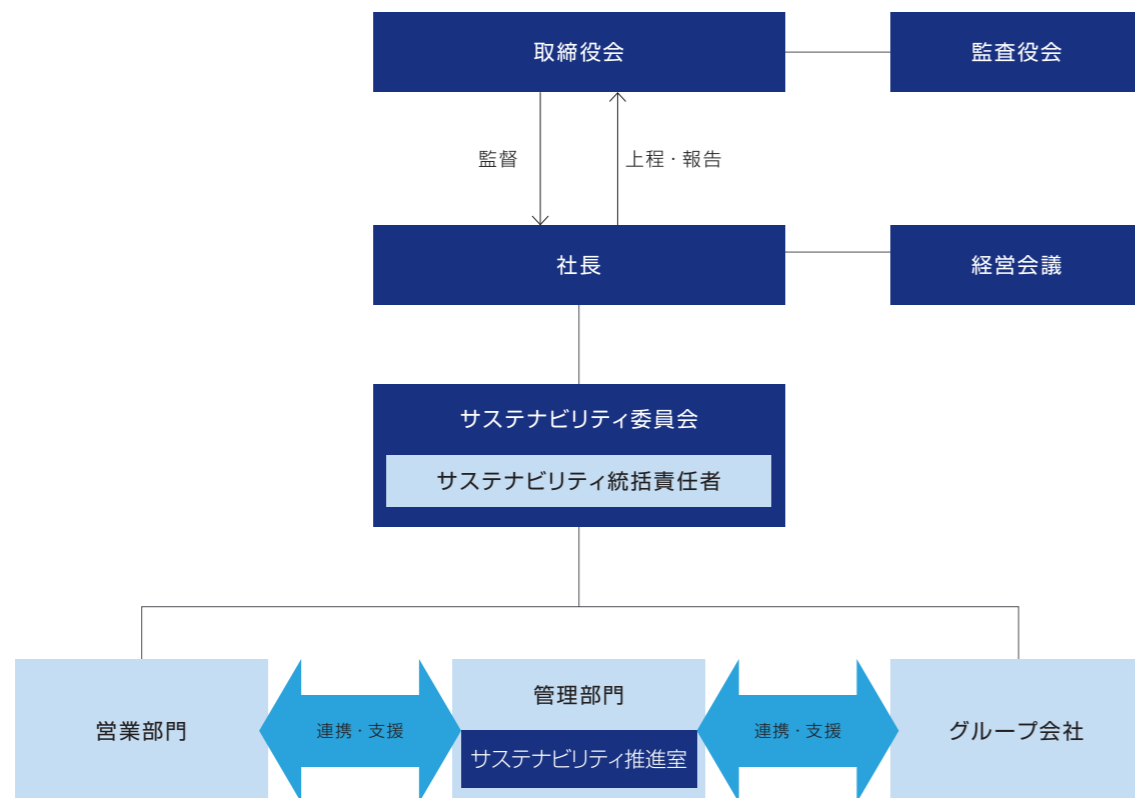 取締役会
監査役会
監督
上程・報告
社長
経営会議
サステナビリティ委員会
サステナビリティ統括責任者
営業部門
連携・支援
管理部門
サステナビリティ推進室
連携・支援
グループ会社